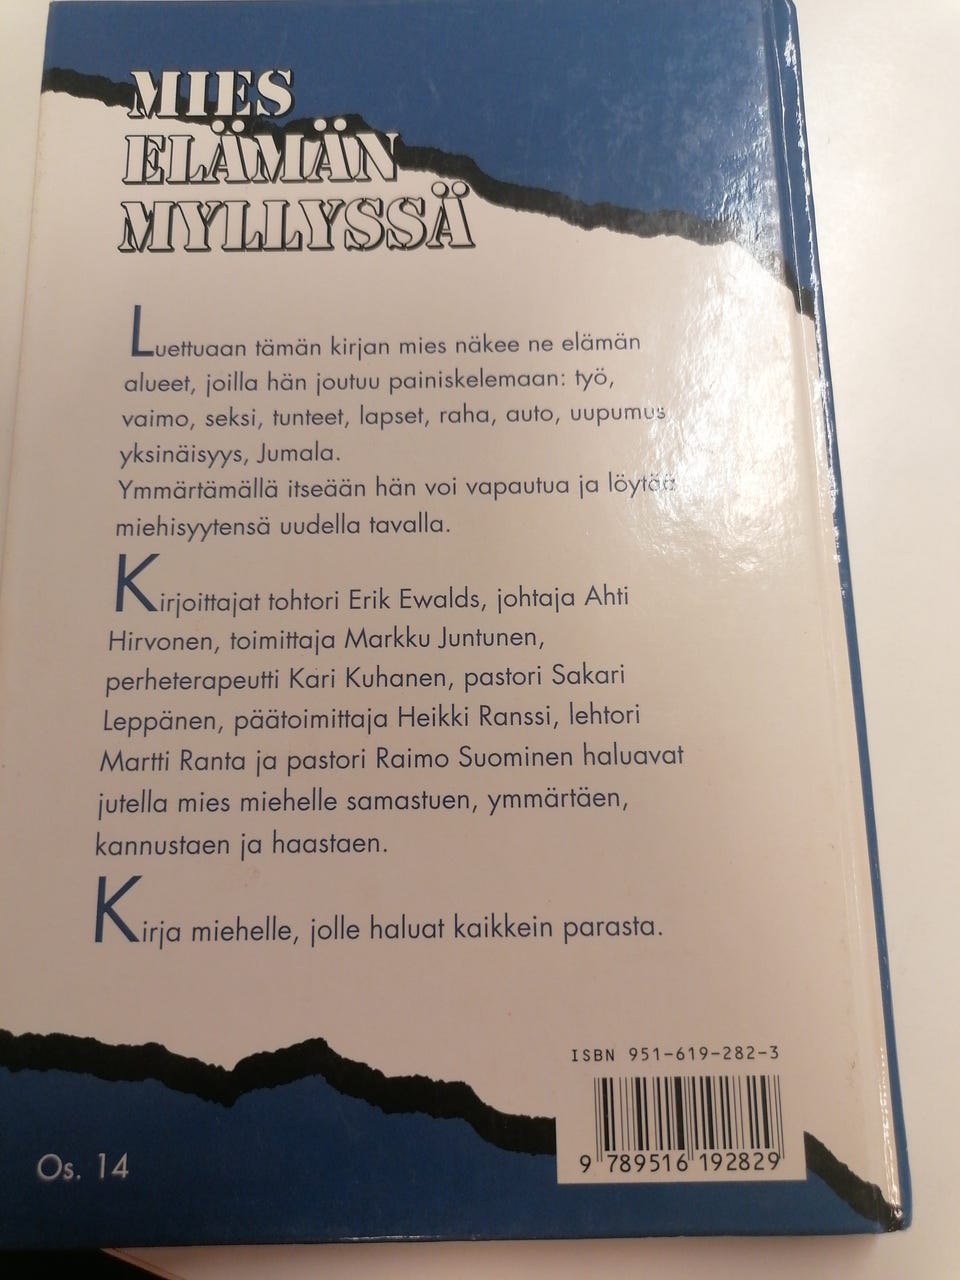 MIES
ELÄMÄN
MYLLYSSÄ
Luettuaan tämän kirjan mies näkee ne elämän
alueet, joilla hän joutuu painiskelemaan: työ,
vaimo, seksi, tunteet, lapset, raha, auto, uupumus
yksinäisyys, Jumala.
Ymmärtämällä itseään hän voi vapautua ja löytää
miehisyytensä uudella tavalla.
Kirjoittajat tohtori Erik Ewalds, johtaja Ahti
Hirvonen, toimittaja Markku Juntunen,
perheterapeutti Kari Kuhanen, pastori Sakari
Leppänen, päätoimittaja Heikki Ranssi, lehtori
Martti Ranta ja pastori Raimo Suominen haluavat
jutella mies miehelle samastuen, ymmärtäen,
kannustaen ja haastaen.
Kirja miehelle, jolle haluat kaikkein parasta.
ISBN 951-619-282-3
9 789516 192829
Os. 14